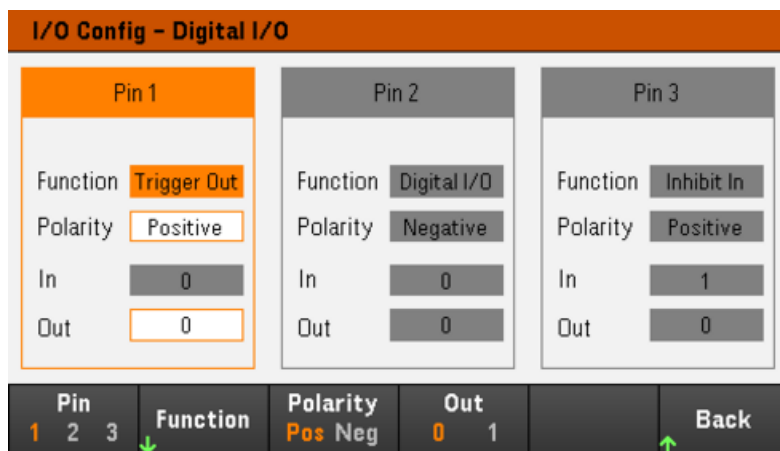 I/O Config - Digital I/O
Pin 1 Pin 2 Pin 3
Function Trigger Out Function Digital I/O Function Inhibit In
Polarity Positive Polarity Negative Polarity Positive
In 0 In 0 In 1
Out 0 Out 0 Out 0
Pin Function Polarity Out Back
1 2 3 Pos Neg 0 1